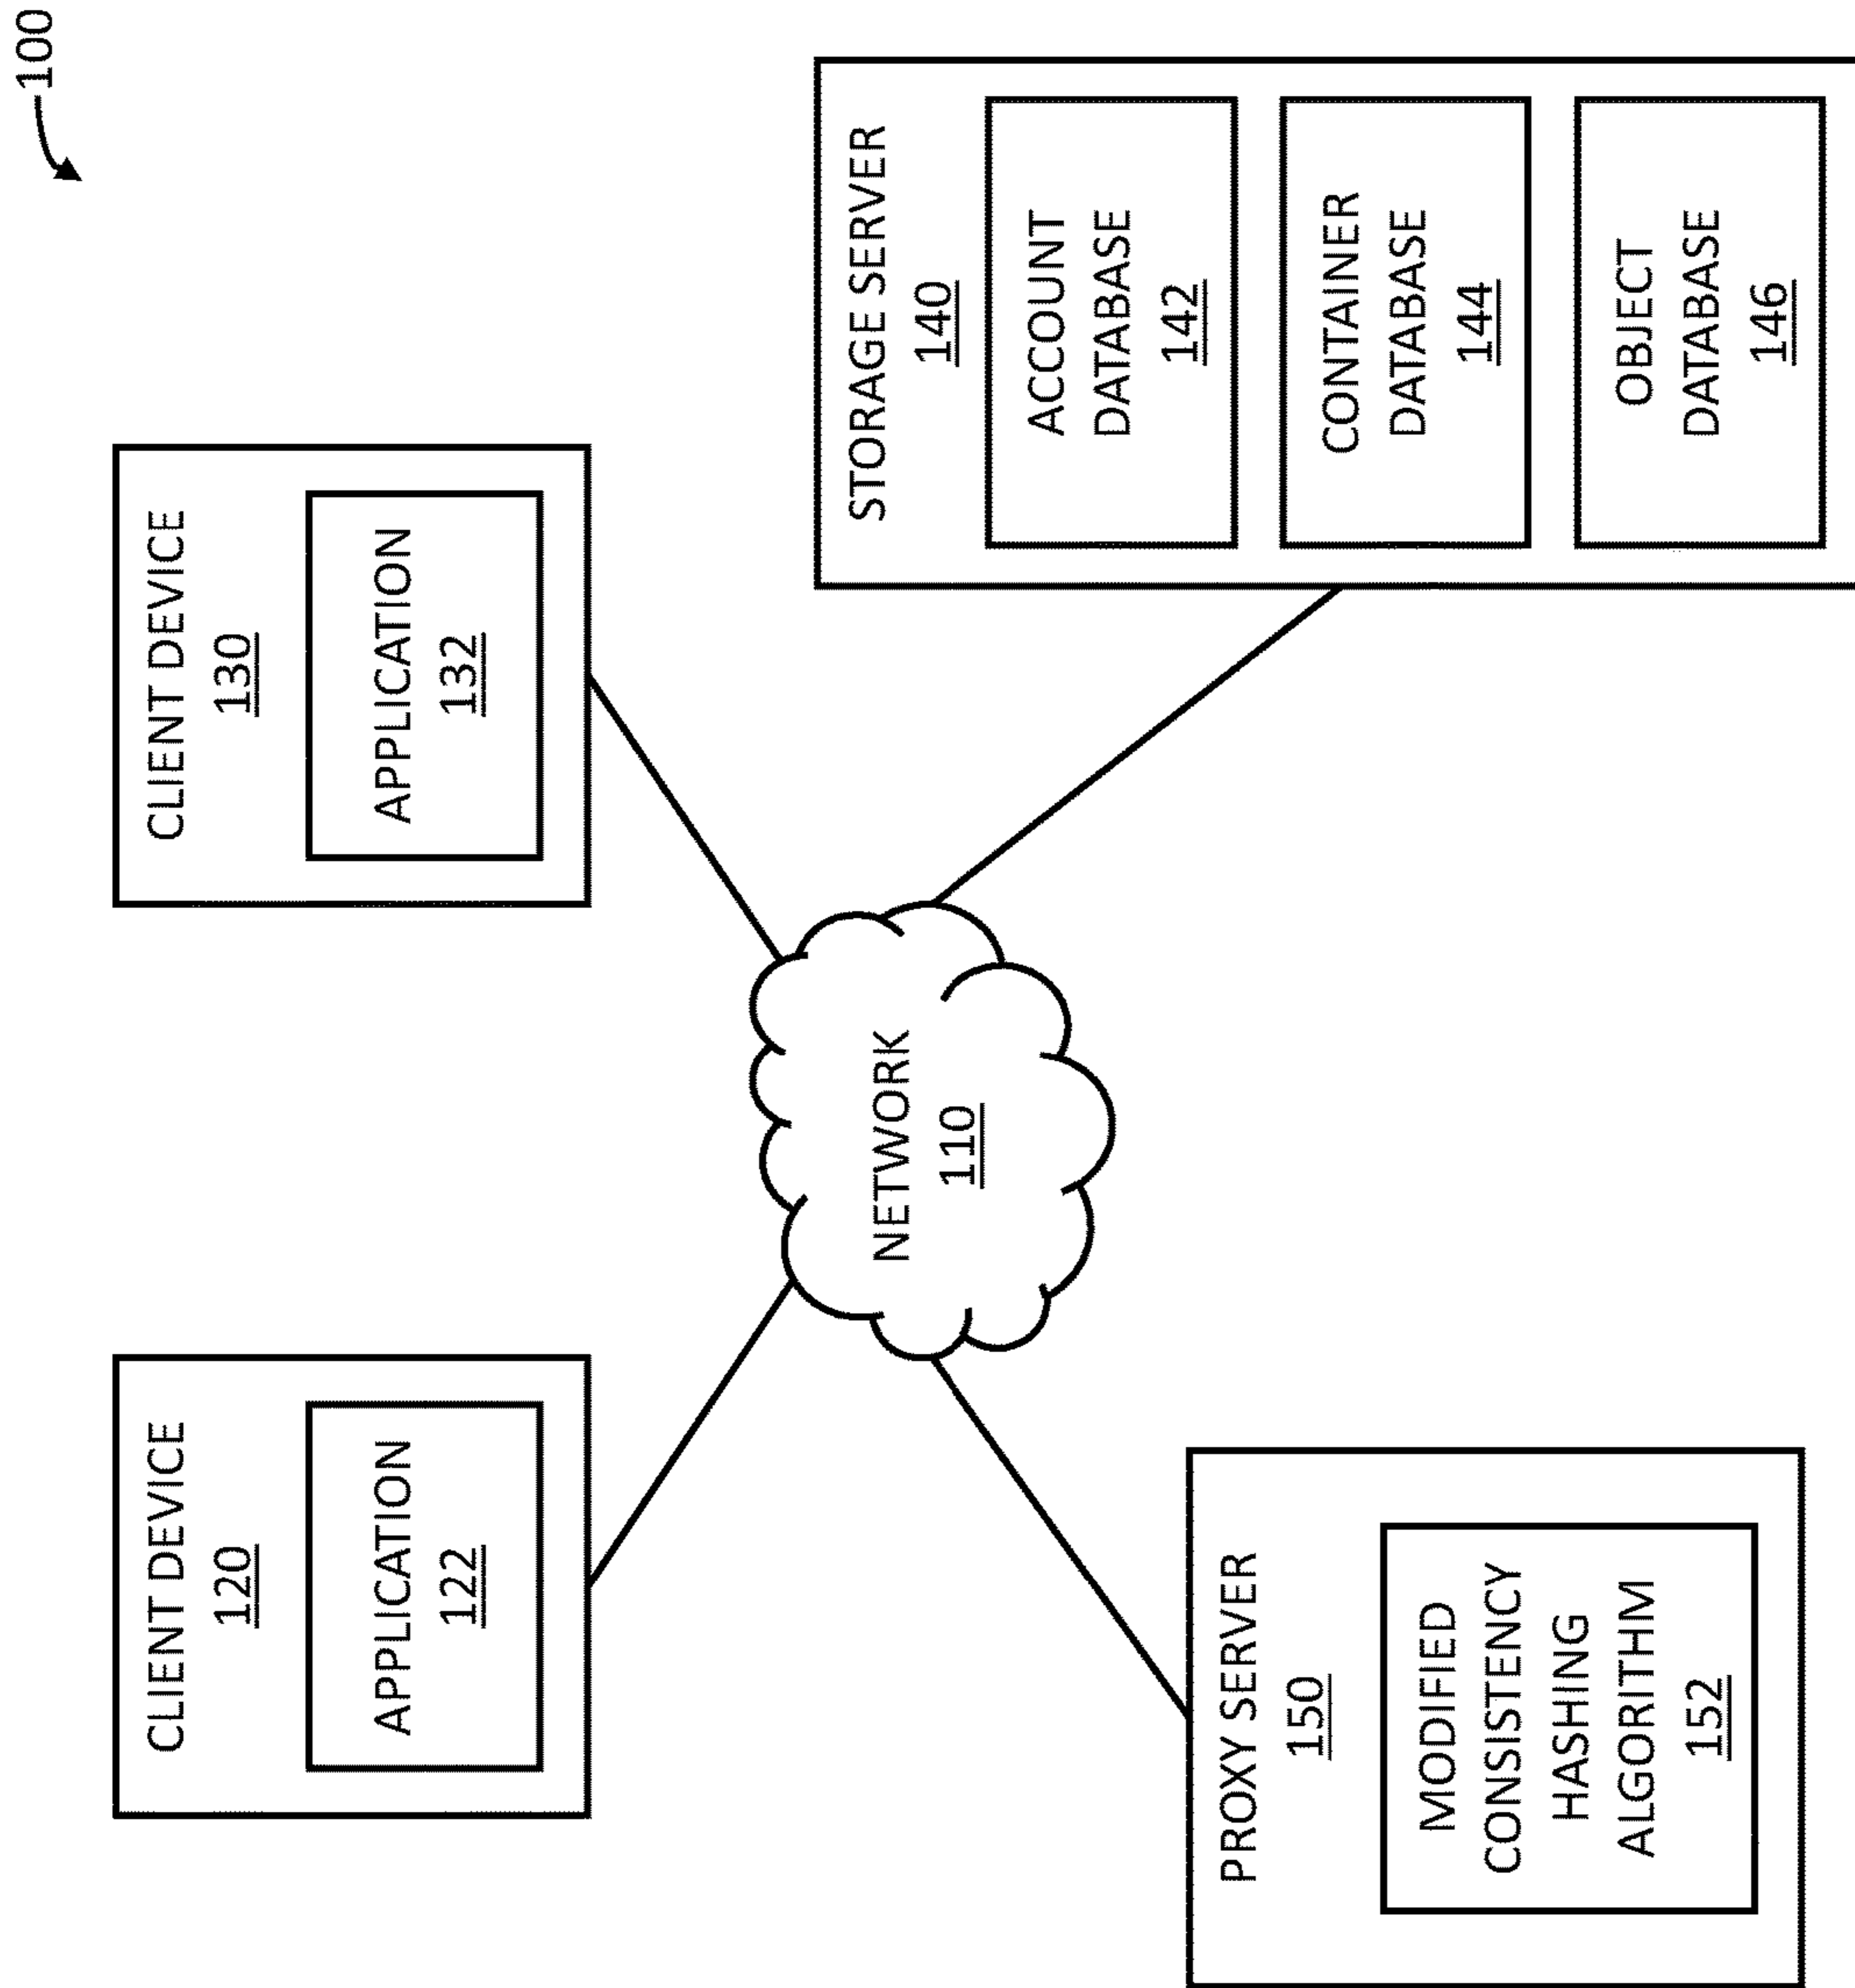 100
CLIENT DEVICE
120
APPLICATION
122
CLIENT DEVICE
130
APPLICATION
132
NETWORK
110
PROXY SERVER
150
MODIFIED
CONSISTENCY
HASHING
ALGORITHM
152
STORAGE SERVER
140
ACCOUNT
DATABASE
142
CONTAINER
DATABASE
144
OBJECT
DATABASE
146